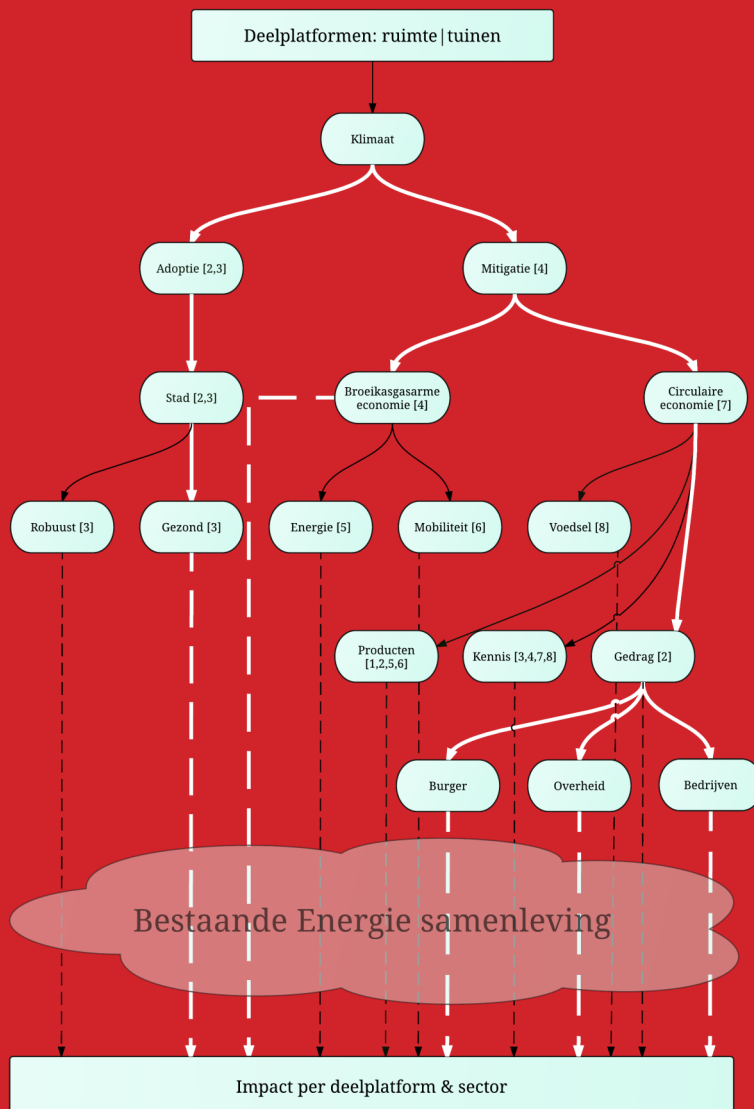 Deelplatformen: ruimte|tuinen
Klimaat
Adoptie [2,3]
Mitigatie [4]
Stad [2,3]
Broeikasgasarme
economie [4]
Circulaire
economie [7]
Robuust [3]
Gezond [3]
Energie [5]
Mobiliteit [6]
Voedsel [8]
Producten
[1,2,5,6]
Kennis [3,4,7,8]
Gedrag [2]
Burger
Overheid
Bedrijven
Bestaande Energie samenleving
Impact per deelplatform & sector